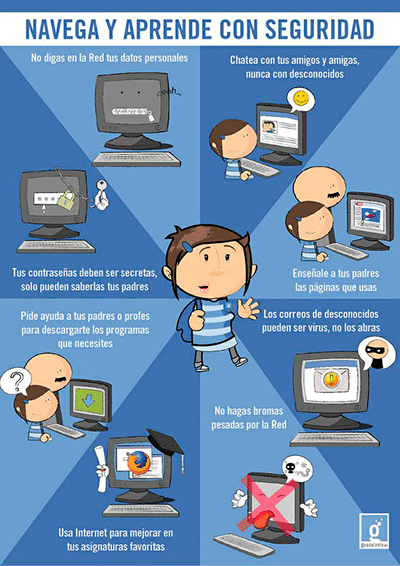 NAVEGA Y APRENDE CON SEGURIDAD
No digas en la Red tus datos personales
Chatea con tus amigos y amigas,
nunca con desconocidos
Tus contraseñas deben ser secretas,
solo pueden saberlas tus padres
Enseñale a tus padres
las páginas que usas
Pide ayuda a tus padres o profes
para descargarte los programas
que necesites
Los correos de desconocidos
pueden ser virus, no los abras
No hagas bromas
pesadas por la Red
Usa Internet para mejorar en
tus asignaturas favoritas